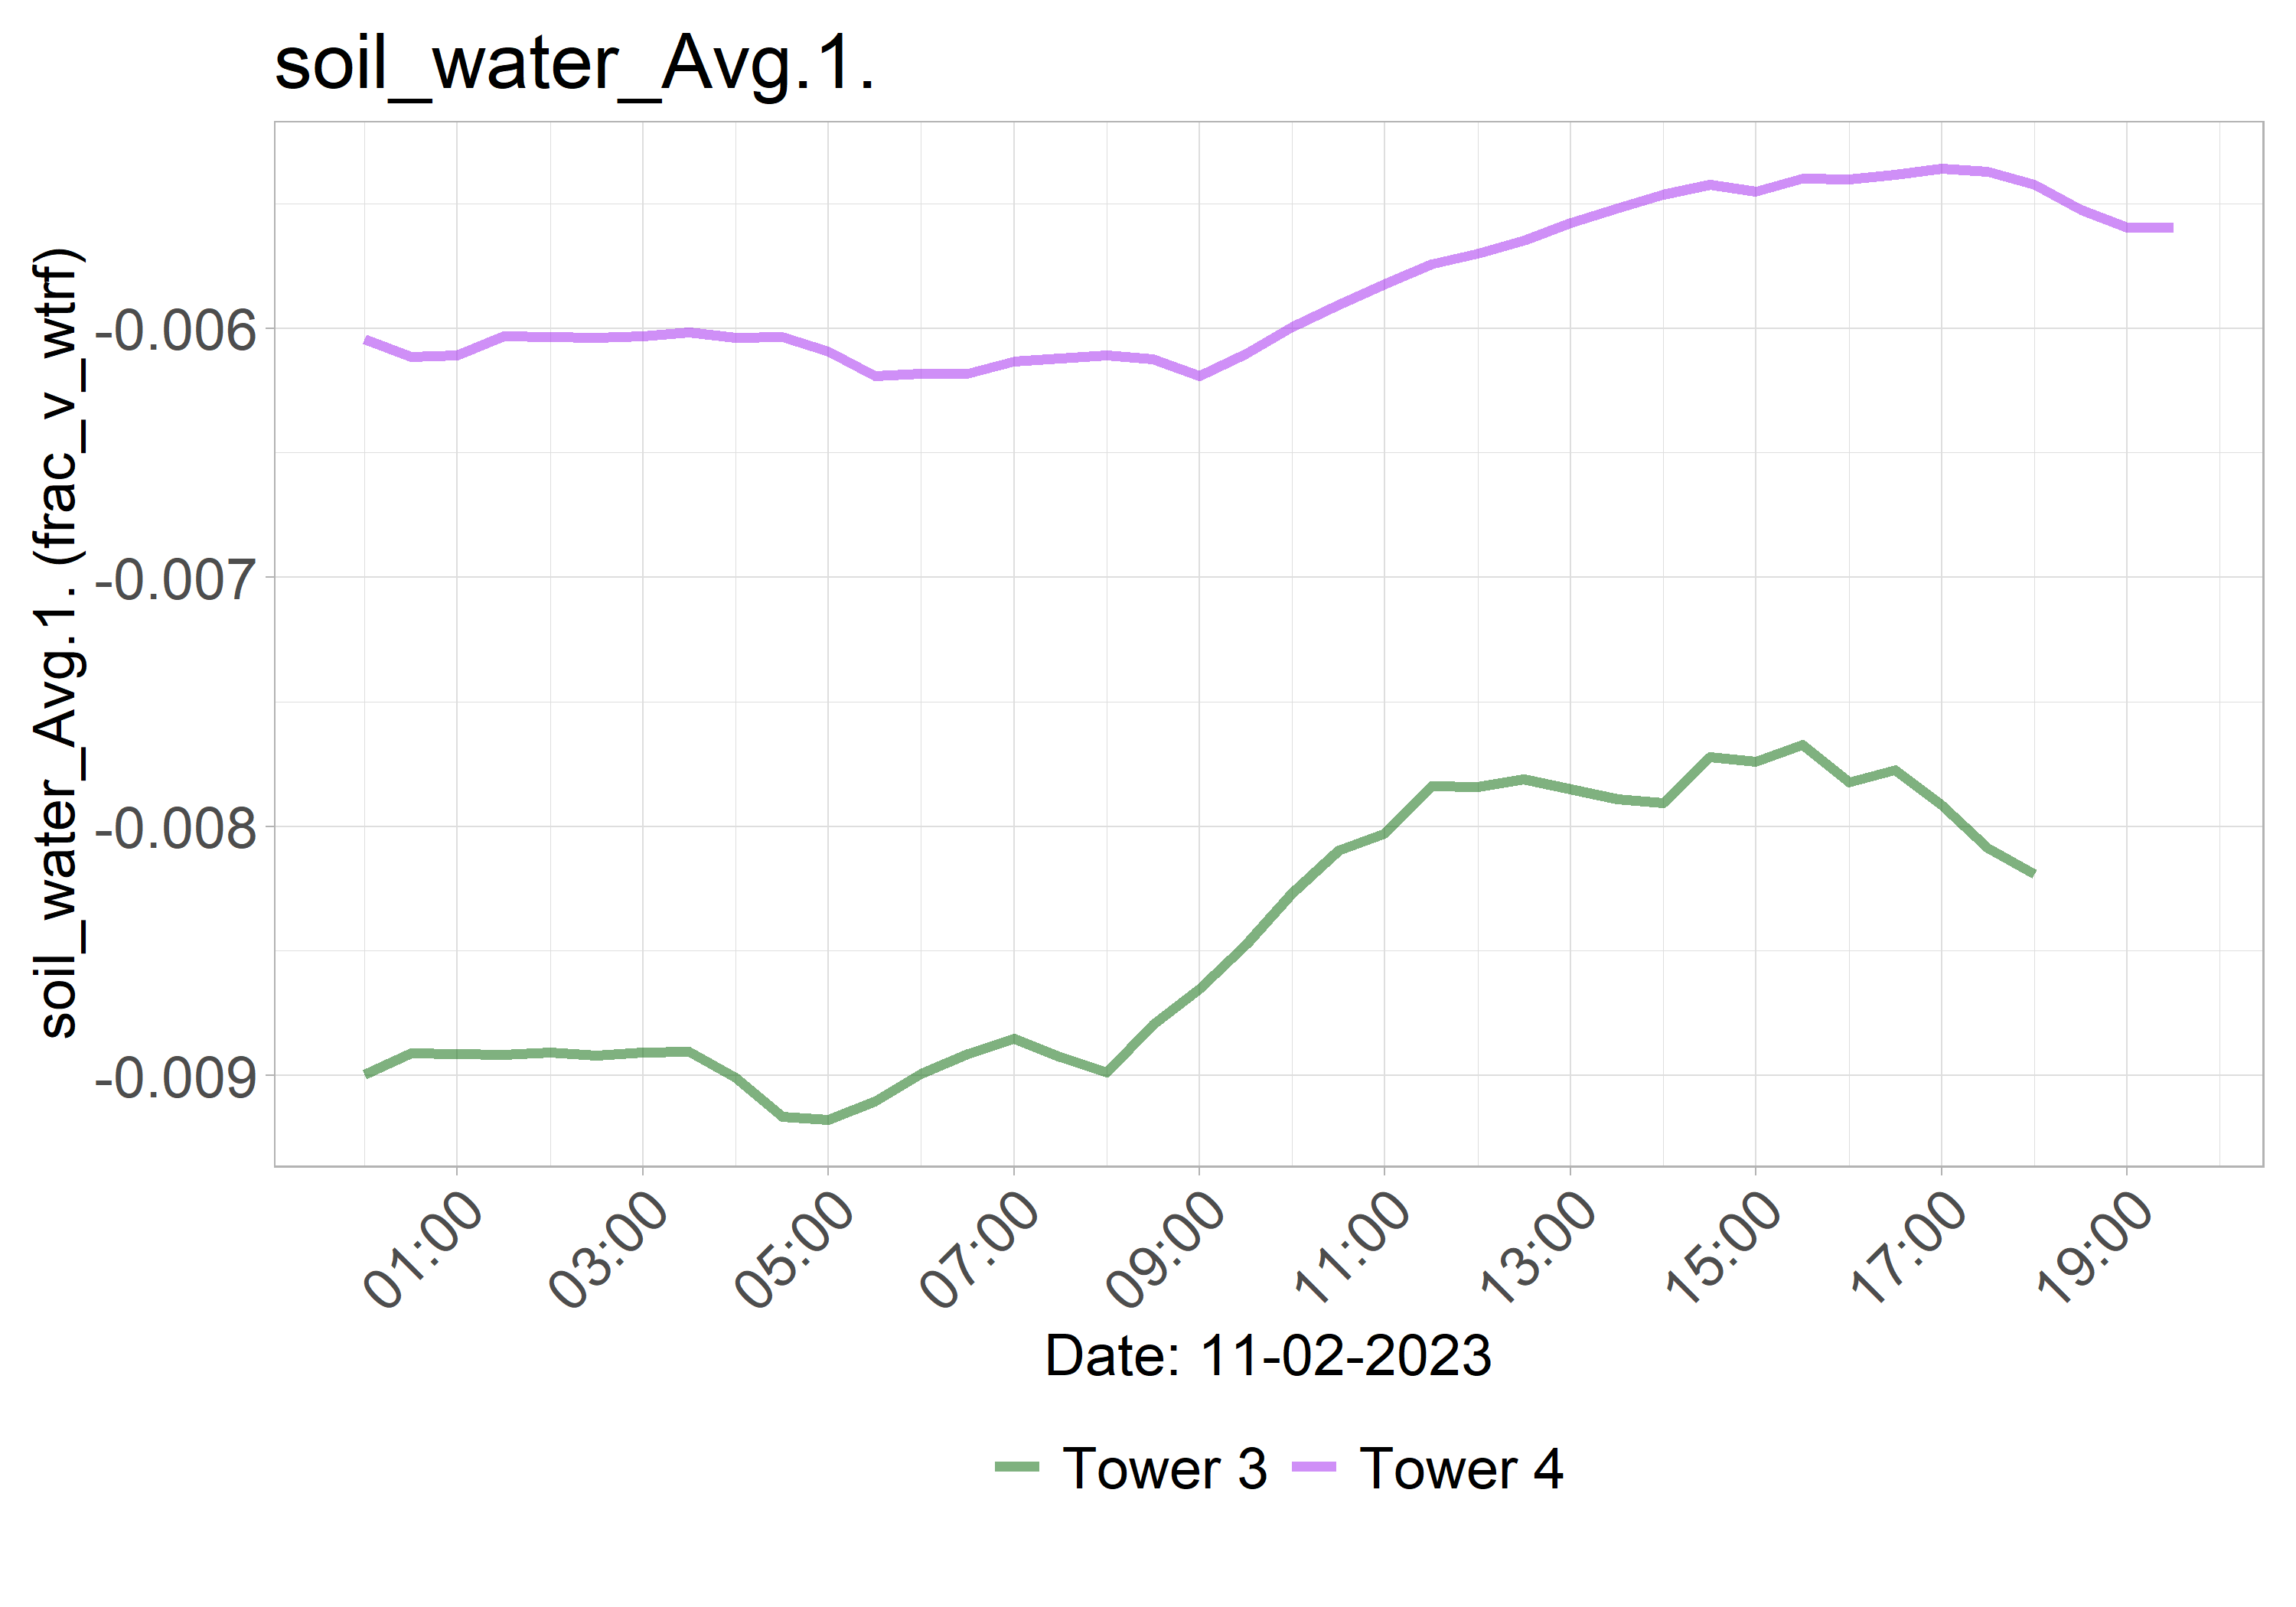 soil_water_Avg.1.
soil_water_Avg.1. (frac_v_wtrf)
-0.006
-0.007
-0.008
-0.009
01:00
03:00
05:00
07:00
09:00
11:00
13:00
15:00
17:00
19:00
Date: 11-02-2023
Tower 3
Tower 4